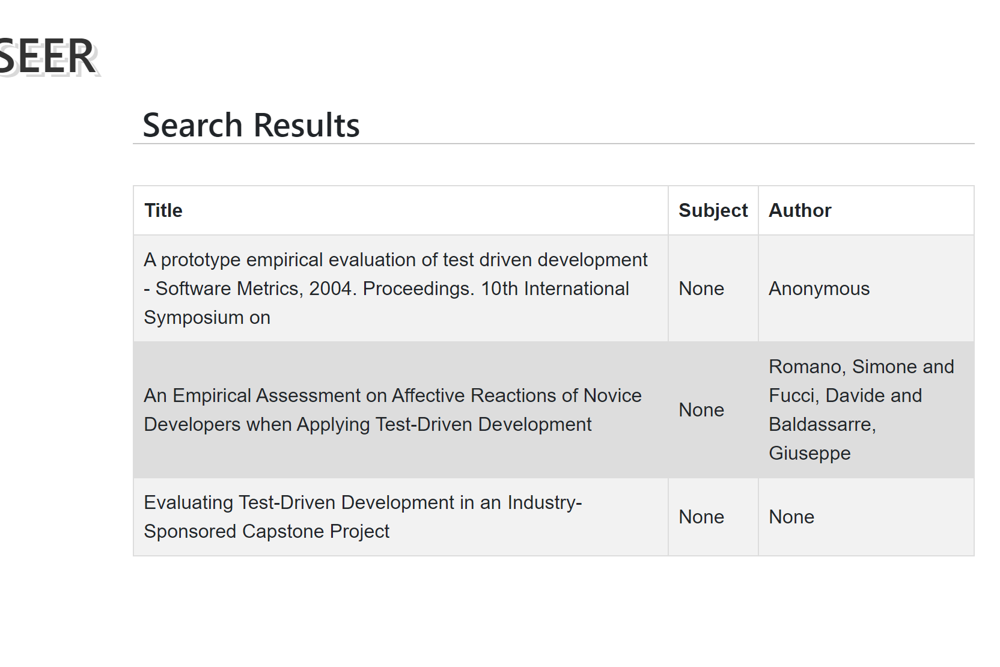 SEER
Search Results
Title Subject Author
A prototype empirical evaluation of test driven development
- Software Metrics, 2004. Proceedings. 10th International
Symposium on
None
Anonymous
An Empirical Assessment on Affective Reactions of Novice
Developers when Applying Test-Driven Development
None
Romano, Simone and
Fucci, Davide and
Baldassarre,
Giuseppe
Evaluating Test-Driven Development in an Industry-
Sponsored Capstone Project
None
None